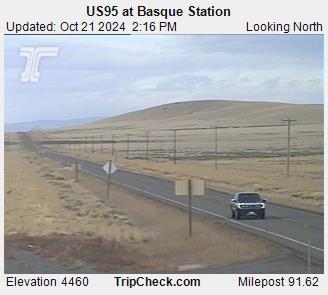 US95 at Basque Station
Updated: Oct 21 2024 2:16 PM Looking North
Elevation 4460 TripCheck.com Milepost 91.62